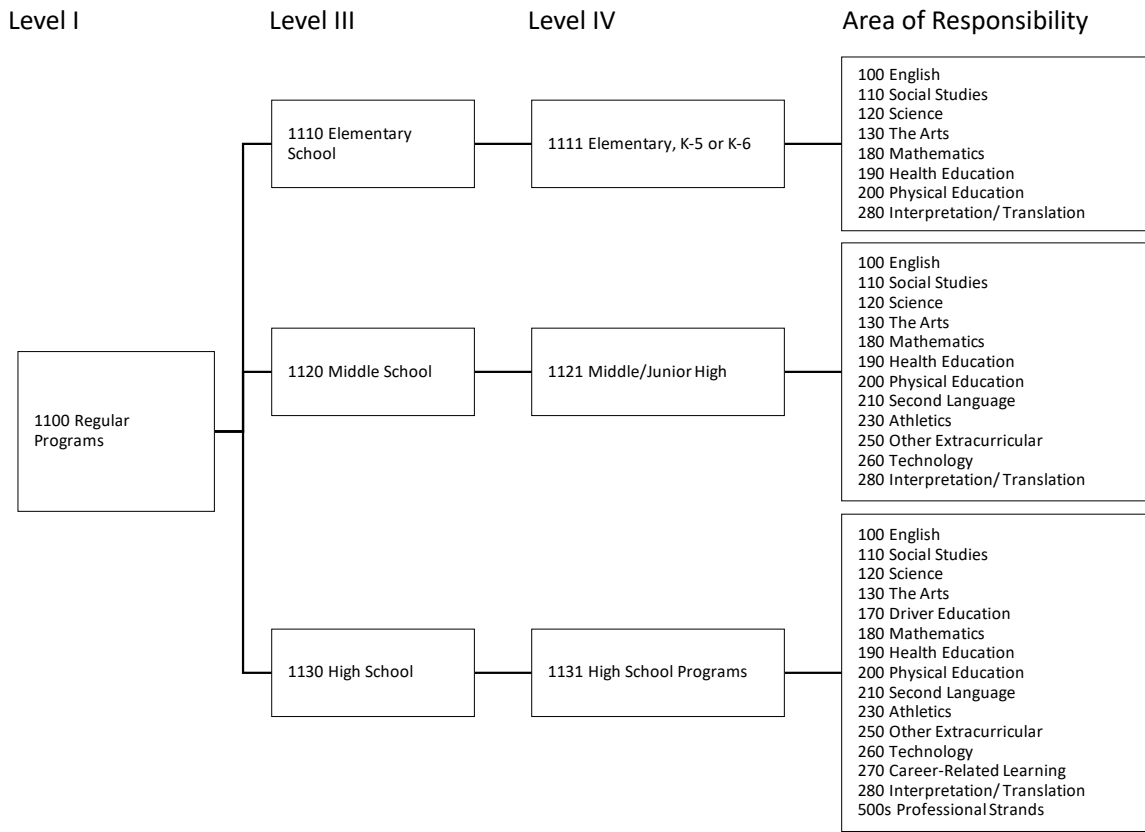 Level I
Level III
Level IV
Area of Responsibility
1100 Regular
Programs
1110 Elementary
School
1111 Elementary, K-5 or K-6
100 English
110 Social Studies
120 Science
130 The Arts
180 Mathematics
190 Health Education
200 Physical Education
280 Interpretation/ Translation
1120 Middle School
1121 Middle/Junior High
100 English
110 Social Studies
120 Science
130 The Arts
180 Mathematics
190 Health Education
200 Physical Education
210 Second Language
230 Athletics
250 Other Extracurricular
260 Technology
280 Interpretation/ Translation
1130 High School
1131 High School Programs
100 English
110 Social Studies
120 Science
130 The Arts
170 Driver Education
180 Mathematics
190 Health Education
200 Physical Education
210 Second Language
230 Athletics
250 Other Extracurricular
260 Technology
270 Career-Related Learning
280 Interpretation/ Translation
500s Professional Strands